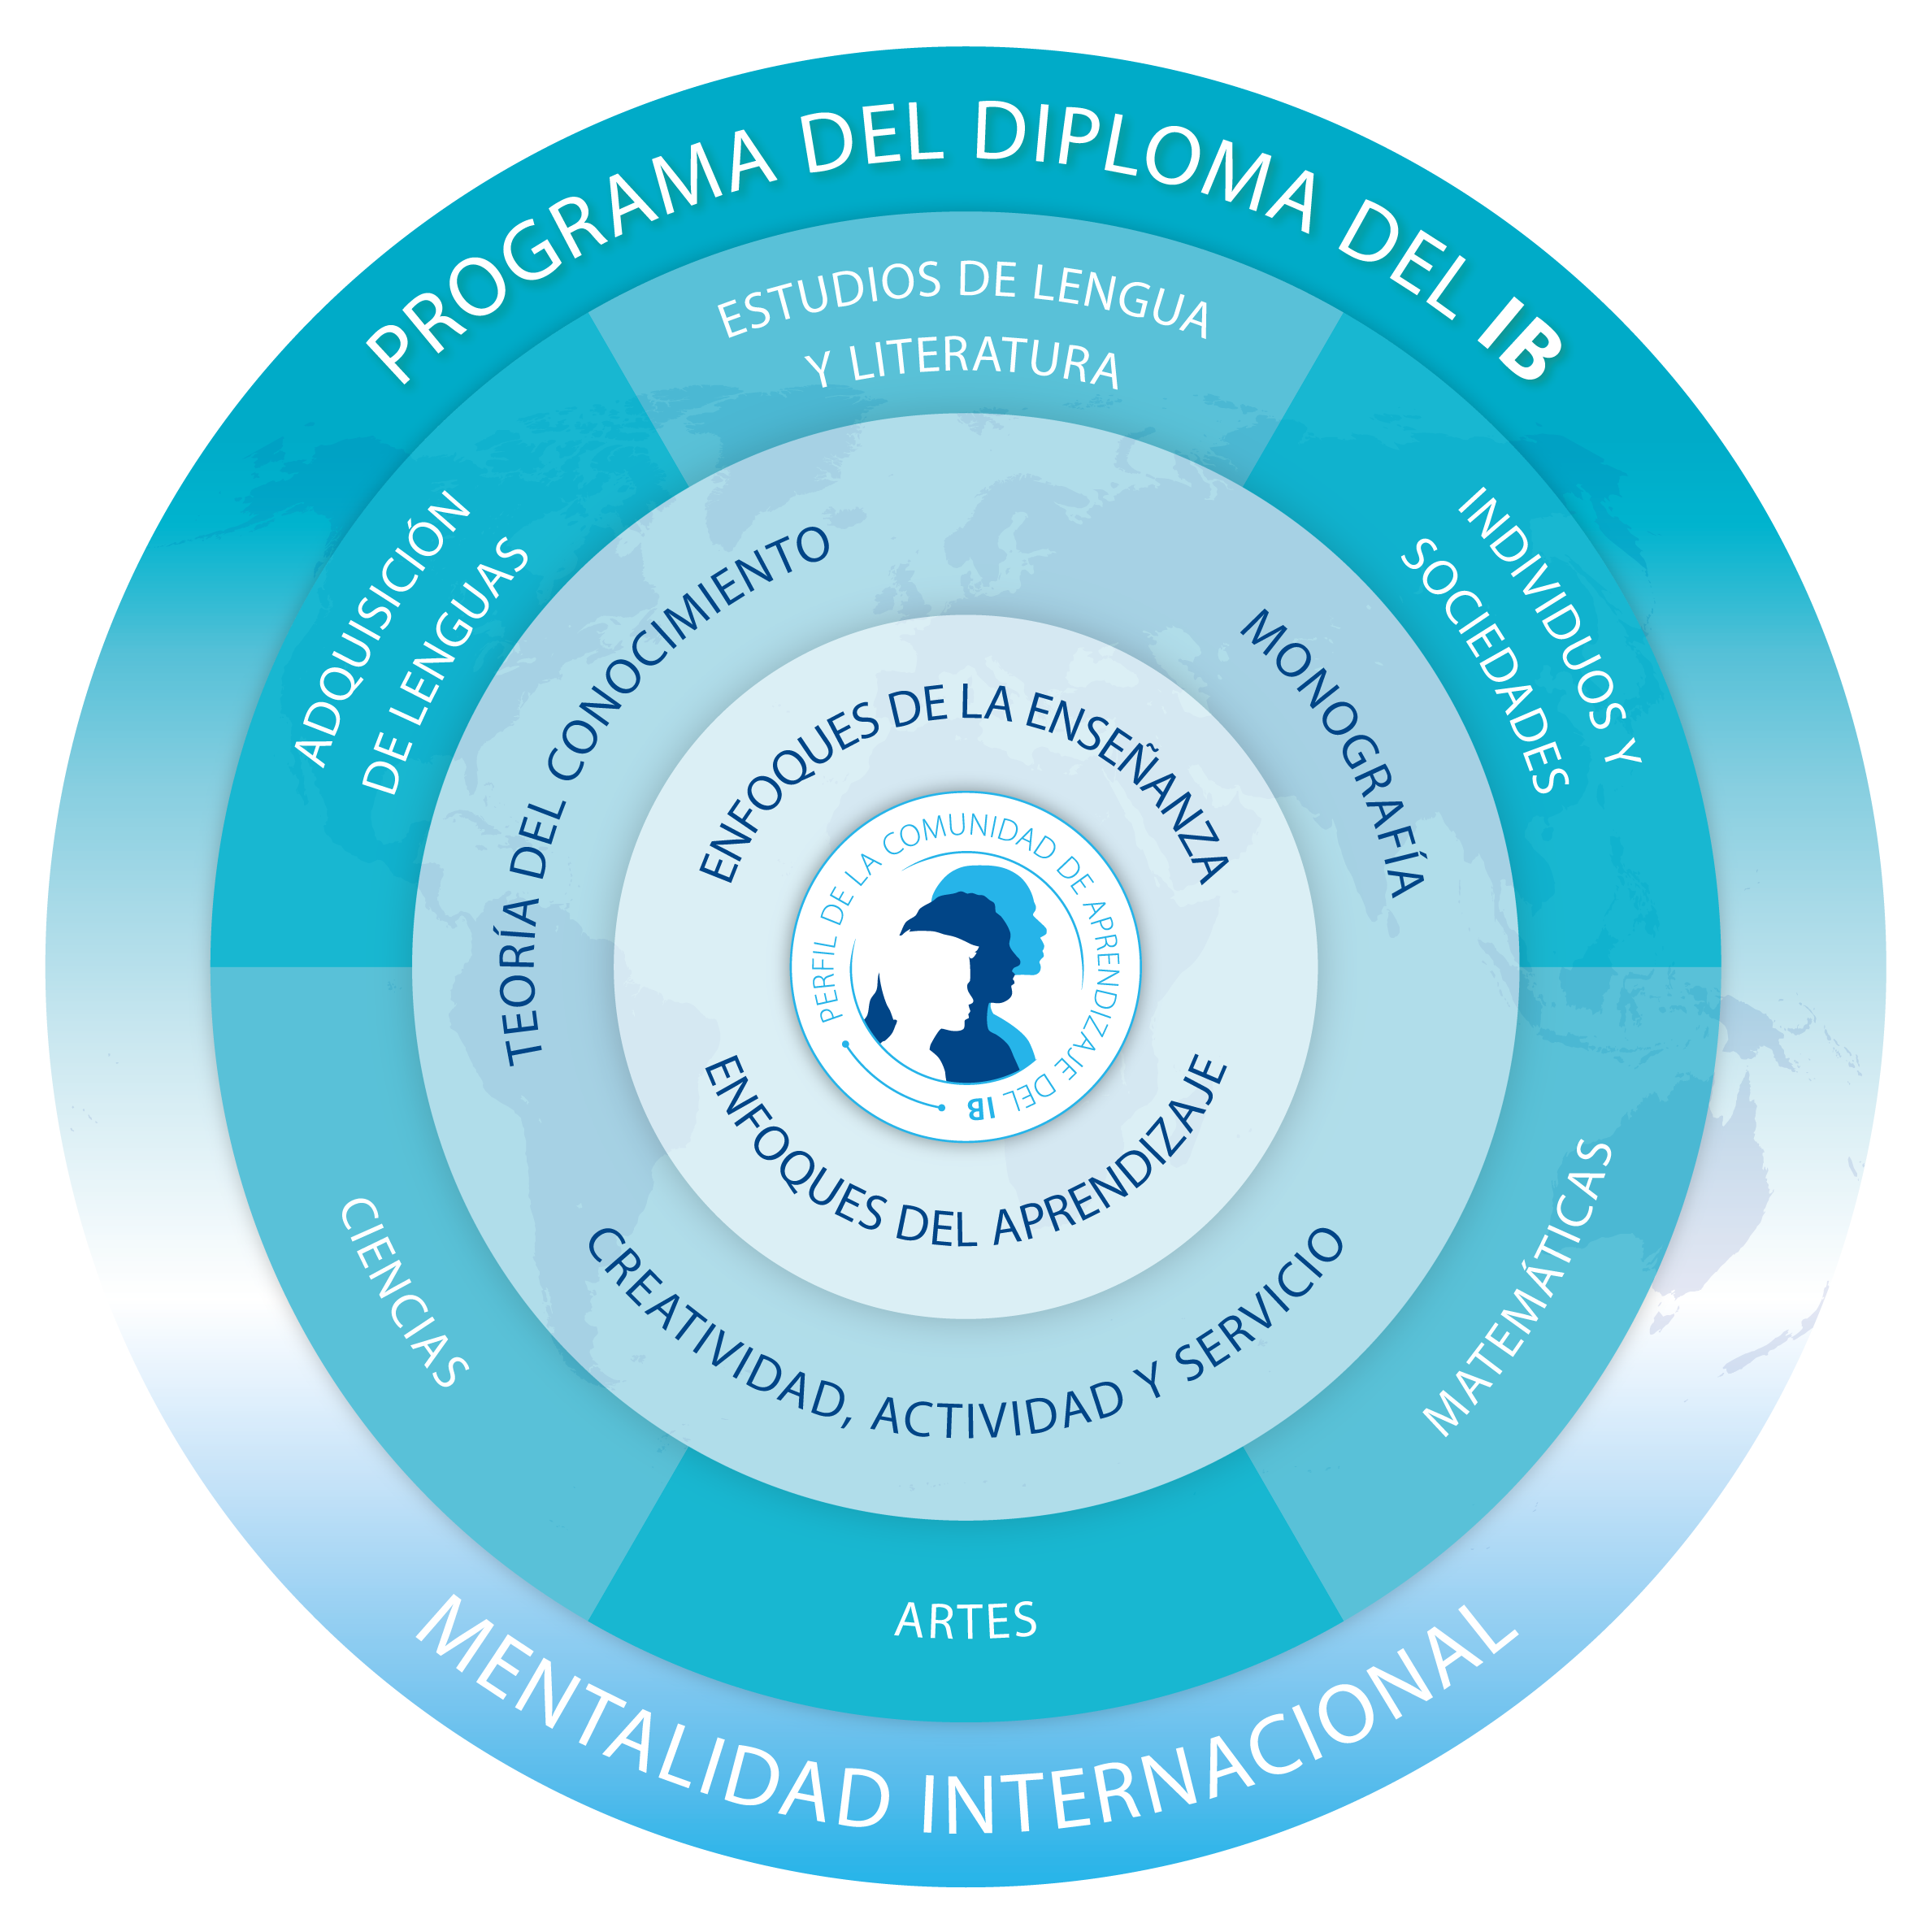 PROGRAMA DEL DIPLOMA DEL IB
ESTUDIOS DE LENGUA
Y LITERATURA
ADQUISICIÓN
DE LENGUAS
INDIVIDUOS Y
SOCIEDADES
TEORÍA DEL CONOCIMIENTO
MONOGRAFÍA
ENFOQUES DE LA ENSEÑANZA
PERFIL DE LA COMUNIDAD DE APRENDIZAJE DEL IB
ENFOQUES DEL APRENDIZAJE
CREATIVIDAD, ACTIVIDAD Y SERVICIO
CIENCIAS
MATEMÁTICAS
ARTES
MENTALIDAD INTERNACIONAL